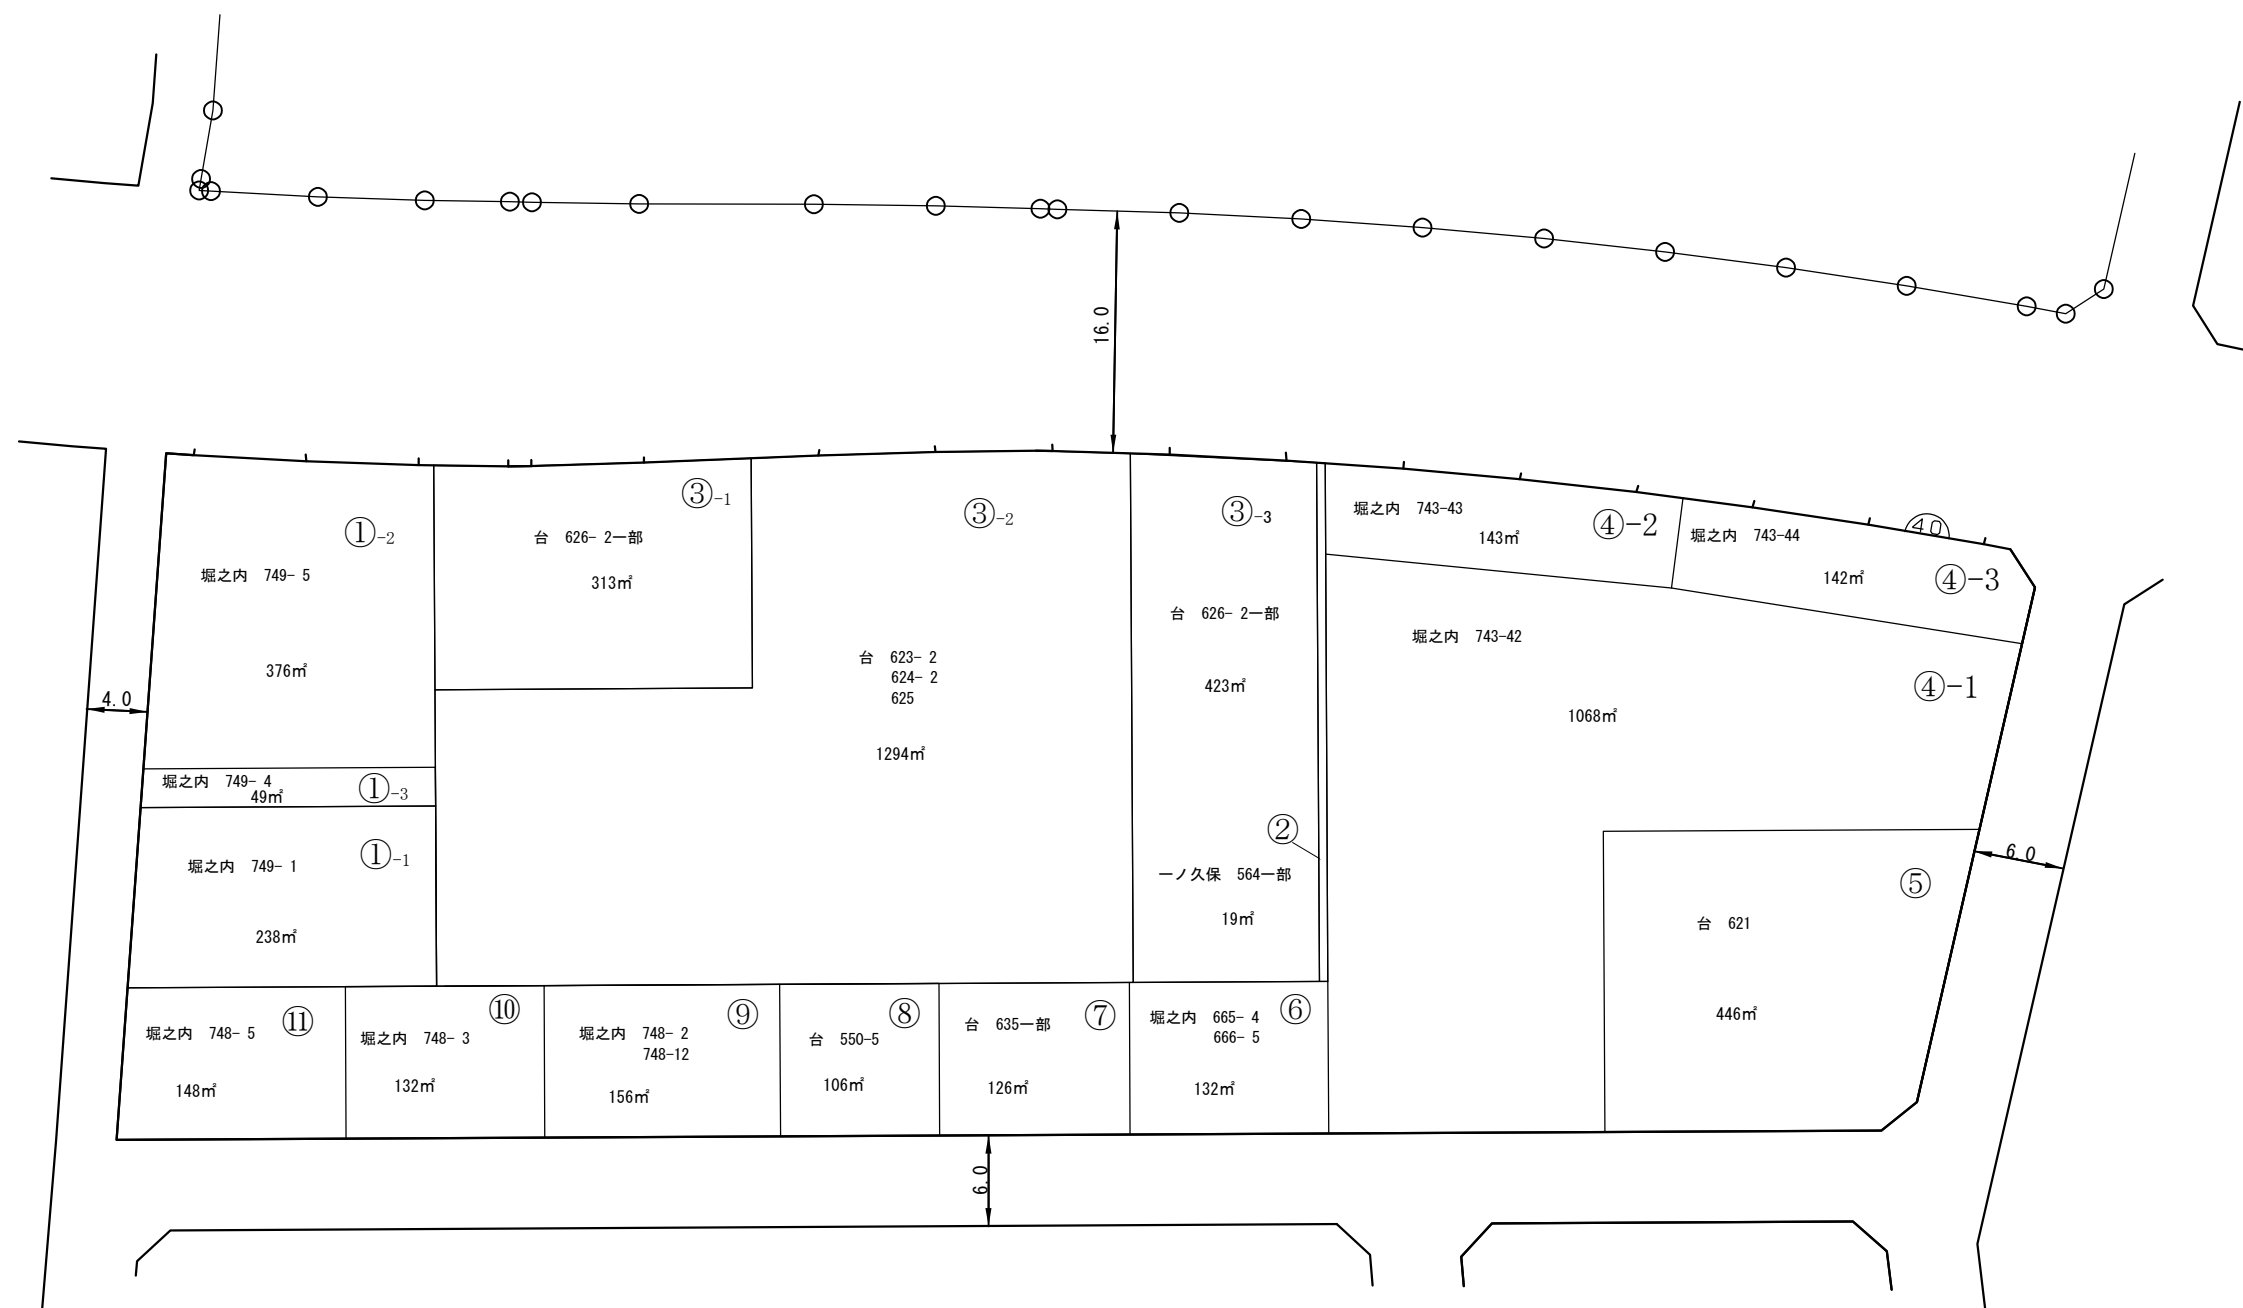 16.0
③-1
③-2
③-3
①-2
台 626- 2一部
313㎡
堀之内 749- 5
376㎡
堀之内 743-43
143㎡
④-2
堀之内 743-44
142㎡
④-3
40
台 623- 2
624- 2
625
1294㎡
台 626- 2一部
423㎡
堀之内 743-42
1068㎡
④-1
4.0
堀之内 749- 4
49㎡
①-3
堀之内 749- 1
①-1
238㎡
②
一ノ久保 564一部
19㎡
6.0
⑤
台 621
446㎡
堀之内 748- 5
⑪
148㎡
堀之内 748- 3
⑩
132㎡
堀之内 748- 2
748-12
⑨
156㎡
台 550-5
⑧
106㎡
台 635一部
⑦
126㎡
堀之内 665- 4
666- 5
⑥
132㎡
6.0